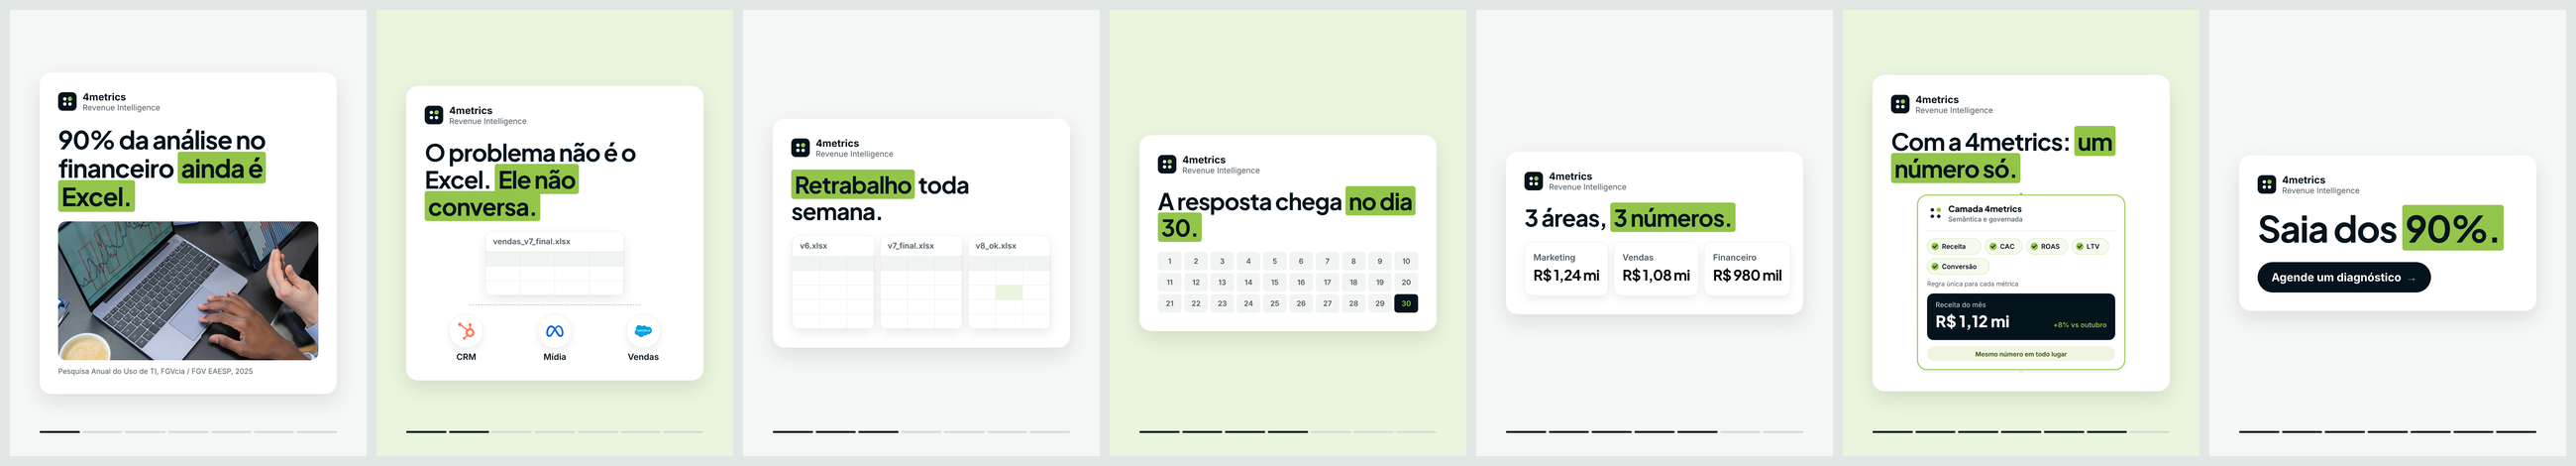 4metrics
Revenue Intelligence
90% da análise no
financeiro ainda é
Excel.
Pesquisa Anual do Uso de TI, FGVcia / FGV EAESP, 2025
4metrics
Revenue Intelligence
O problema não é o
Excel. Ele não
conversa.
vendas_v7_final.xlsx
CRM
Mídia
Vendas
4metrics
Revenue Intelligence
Retrabalho toda
semana.
v6.xlsx
v7_final.xlsx
v8_ok.xlsx
4metrics
Revenue Intelligence
A resposta chega no dia
30.
1 2 3 4 5 6 7 8 9 10
11 12 13 14 15 16 17 18 19 20
21 22 23 24 25 26 27 28 29 30
4metrics
Revenue Intelligence
3 áreas, 3 números.
Marketing
R$ 1,24 mi
Vendas
R$ 1,08 mi
Financeiro
R$ 980 mil
4metrics
Revenue Intelligence
Com a 4metrics: um
número só.
Camada 4metrics
Semântica e governada
Receita CAC ROAS LTV
Conversão
Regra única para cada métrica
Receita do mês
R$ 1,12 mi +8% vs outubro
Mesmo número em todo lugar
4metrics
Revenue Intelligence
Saia dos 90%.
Agende um diagnóstico →